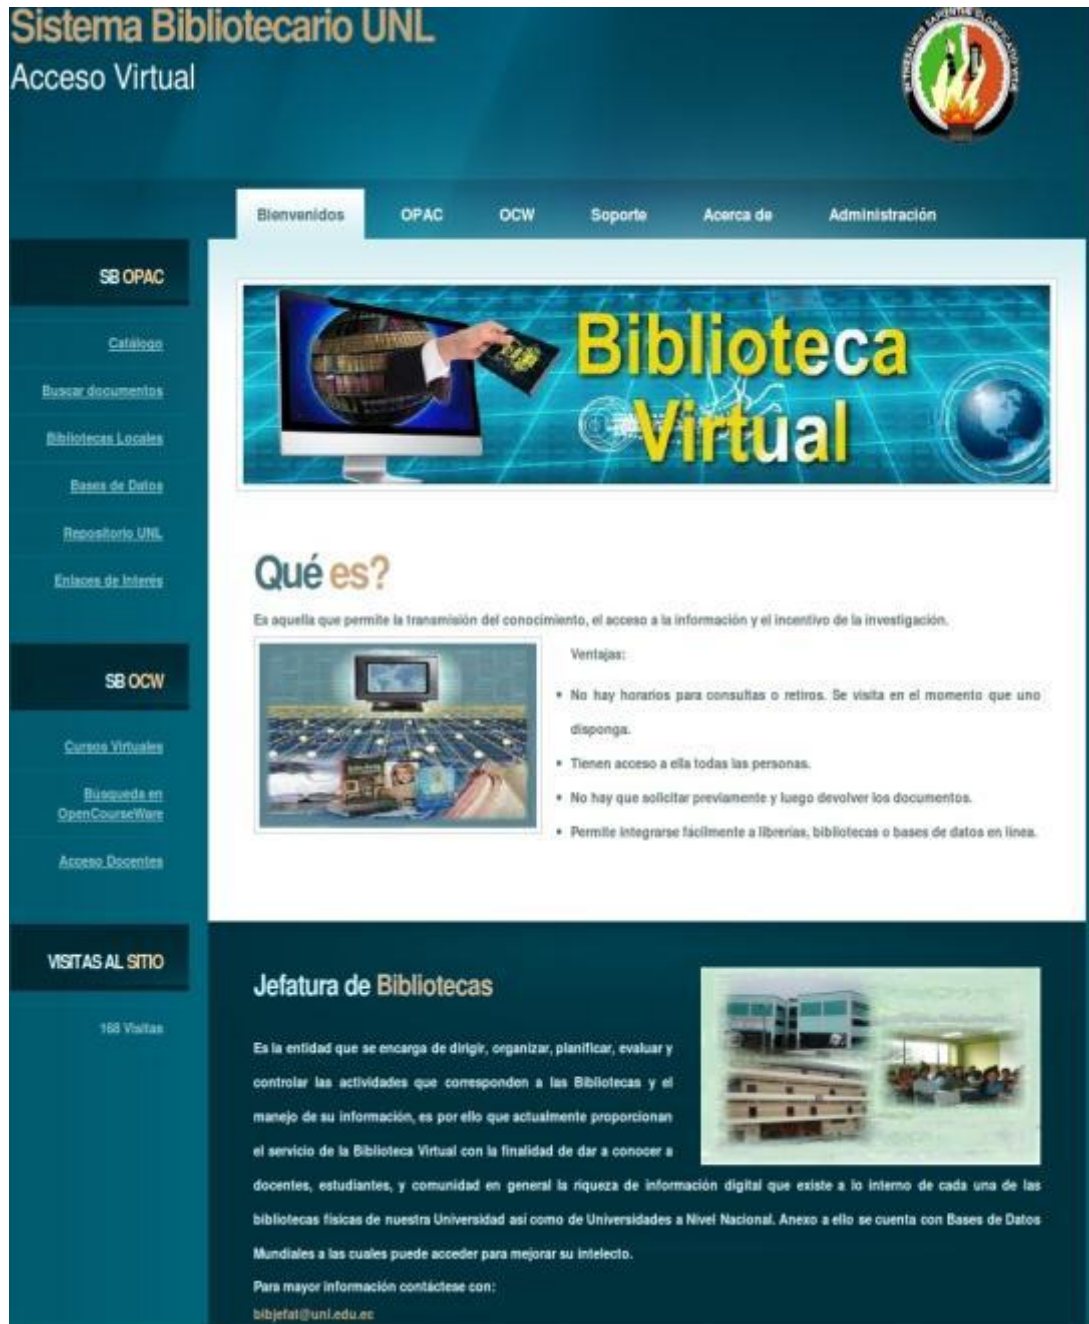 Sistema Bibliotecario UNL
Acceso Virtual
Bienvenidos
OPAC
OCW
Soporte
Acerca de
Administración
SB OPAC
Catálogo
Buscar documentos
Bibliotecas Locales
Bases de Datos
Repositorio UNL
Enlaces de Interés
SB OCW
Cursos Virtuales
Búsqueda en
OpenCourseWare
Acceso Docentes
VISITAS AL SITIO
168 Visitas
Biblioteca
Virtual
Qué es?
Es aquella que permite la transmisión del conocimiento, el acceso a la información y el incentivo de la investigación.
Ventajas:
• No hay horarios para consultas o retiros. Se visita en el momento que uno
disponga.
• Tienen acceso a ella todas las personas.
• No hay que solicitar previamente y luego devolver los documentos.
• Permite integrarse fácilmente a librerías, bibliotecas o bases de datos en línea.
Jefatura de Bibliotecas
Es la entidad que se encarga de dirigir, organizar, planificar, evaluar y
controlar las actividades que corresponden a las Bibliotecas y el
manejo de su información, es por ello que actualmente proporcionan
el servicio de la Biblioteca Virtual con la finalidad de dar a conocer a
docentes, estudiantes, y comunidad en general la riqueza de información digital que existe a lo interno de cada una de las
bibliotecas físicas de nuestra Universidad así como de Universidades a Nivel Nacional. Anexo a ello se cuenta con Bases de Datos
Mundiales a las cuales puede acceder para mejorar su intelecto.
Para mayor información contáctese con:
bibjefat@unl.edu.ec